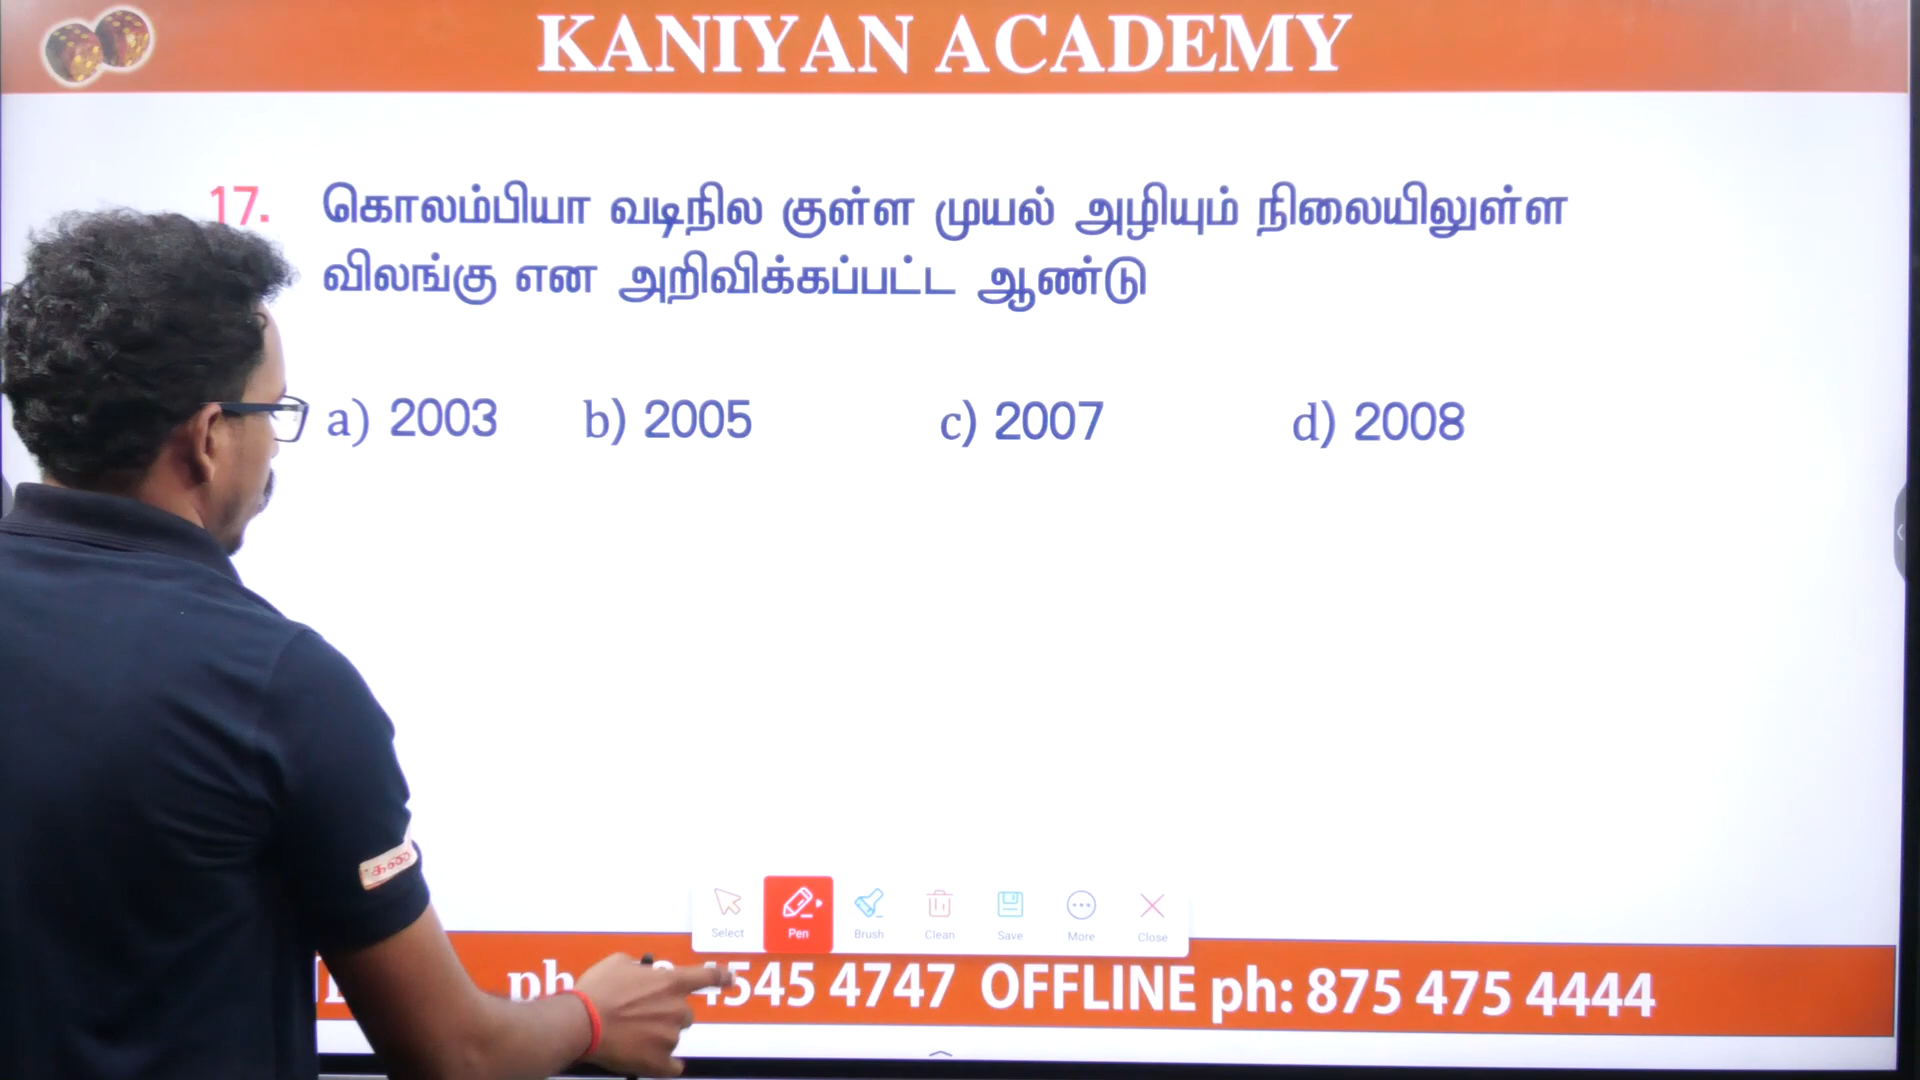 KANIYAN ACADEMY
17. கொலம்பியா வடிநில குள்ள முயல் அழியும் நிலையிலுள்ள
விலங்கு என அறிவிக்கப்பட்ட ஆண்டு
a) 2003 b) 2005 c) 2007 d) 2008
Select Pen Brush Clean Save More Close
ph 4545 4747 OFFLINE ph: 875 475 4444